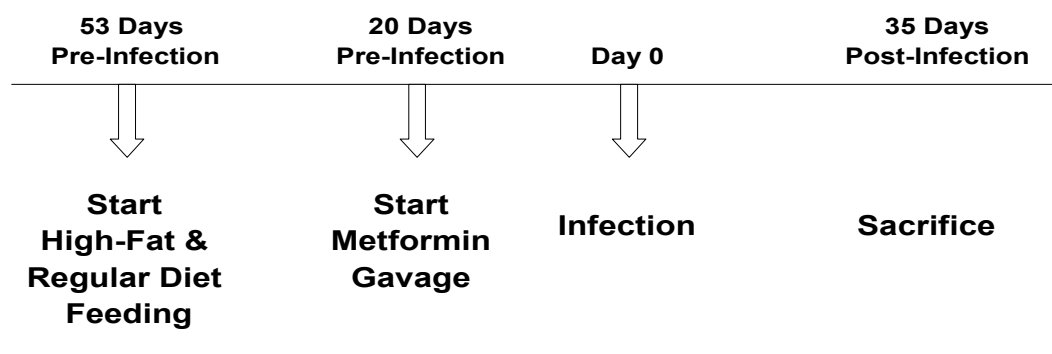 53 Days
Pre-Infection
20 Days
Pre-Infection
Day 0
35 Days
Post-Infection
Start
High-Fat &
Regular Diet
Feeding
Start
Metformin
Gavage
Infection
Sacrifice